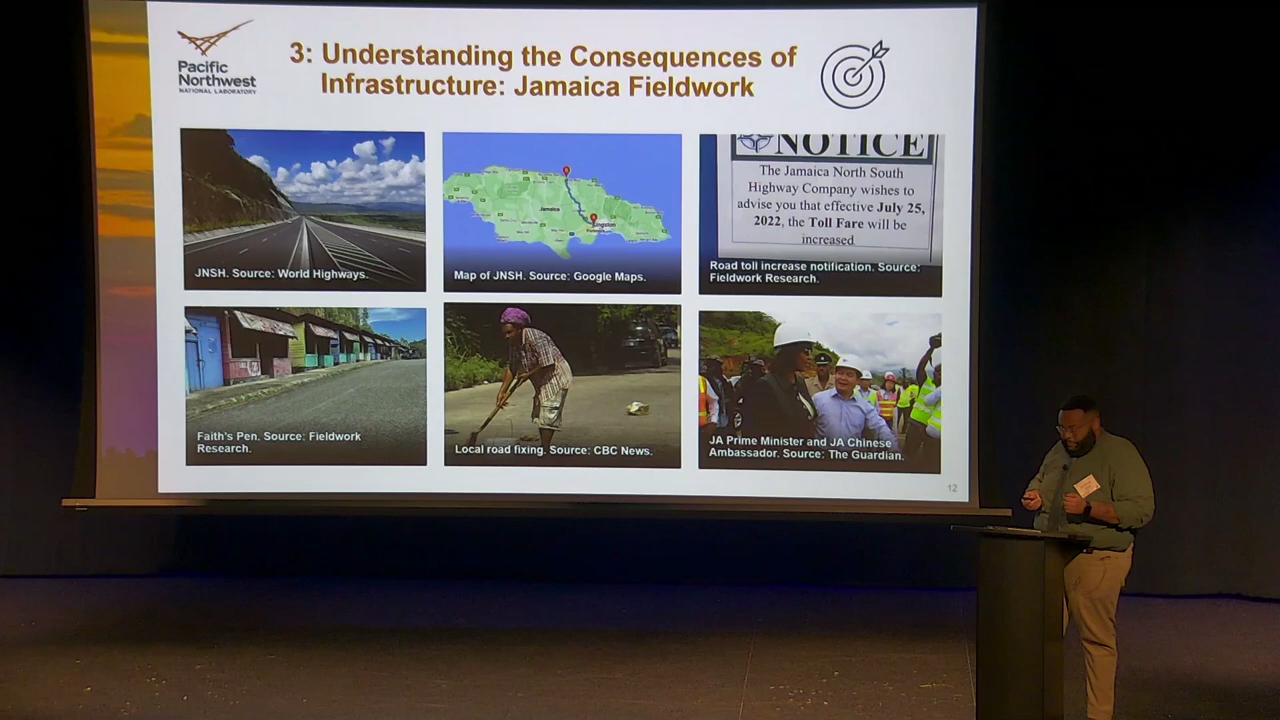 Pacific
Northwest
NATIONAL LABORATORY
3: Understanding the Consequences of
Infrastructure: Jamaica Fieldwork
JNSH. Source: World Highways.
Jamaica
Kingston
Map of JNSH. Source: Google Maps.
NOTICE
The Jamaica North South
Highway Company wishes to
advise you that effective July 25,
2022, the Toll Fare will be
increased
Road toll increase notification. Source:
Fieldwork Research.
Faith's Pen. Source: Fieldwork
Research.
Local road fixing. Source: CBC News.
JA Prime Minister and JA Chinese
Ambassador. Source: The Guardian.
12